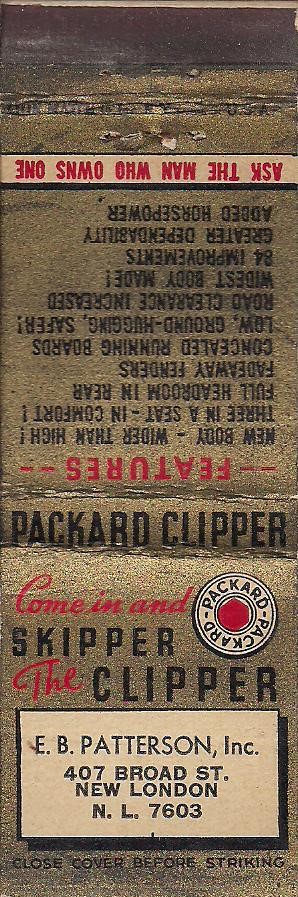 ASK THE MAN WHO OWNS ONE
-- FEATURES --
NEW BODY - WIDER THAN HIGH!
THREE IN A SEAT - IN COMFORT!
FULL HEADROOM IN REAR
FADEAWAY FENDERS
CONCEALED RUNNING BOARDS
LOW, GROUND-HUGGING, SAFER!
ROAD CLEARANCE INCREASED
WIDEST BODY MADE!
84 IMPROVEMENTS
GREATER DEPENDABILITY
ADDED HORSEPOWER
PACKARD CLIPPER
Come in and
SKIPPER
The CLIPPER
PACKARD-PACKARD-PACKARD-
E. B. PATTERSON, Inc.
407 BROAD ST.
NEW LONDON
N. L. 7603
CLOSE COVER BEFORE STRIKING